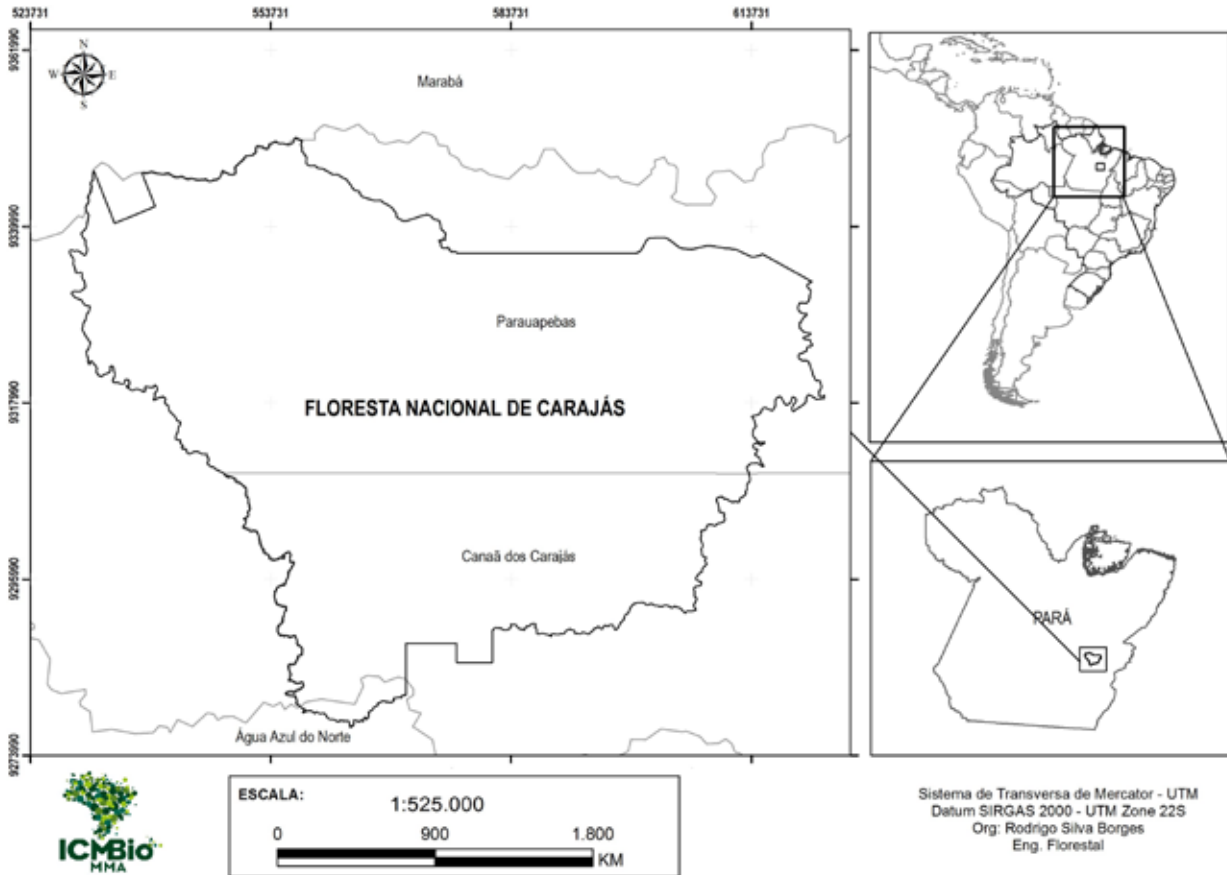 523731
553731
583731
613731
9361990
9339990
9317990
9295990
9273990
N
W
E
S
Marabá
Parauapebas
FLORESTA NACIONAL DE CARAJÁS
Canaã dos Carajás
Água Azul do Norte
PARÁ
ICMBio
MMA
ESCALA:
1:525.000
0 900 1.800
KM
Sistema de Transversa de Mercator - UTM
Datum SIRGAS 2000 - UTM Zone 22S
Org: Rodrigo Silva Borges
Eng. Florestal